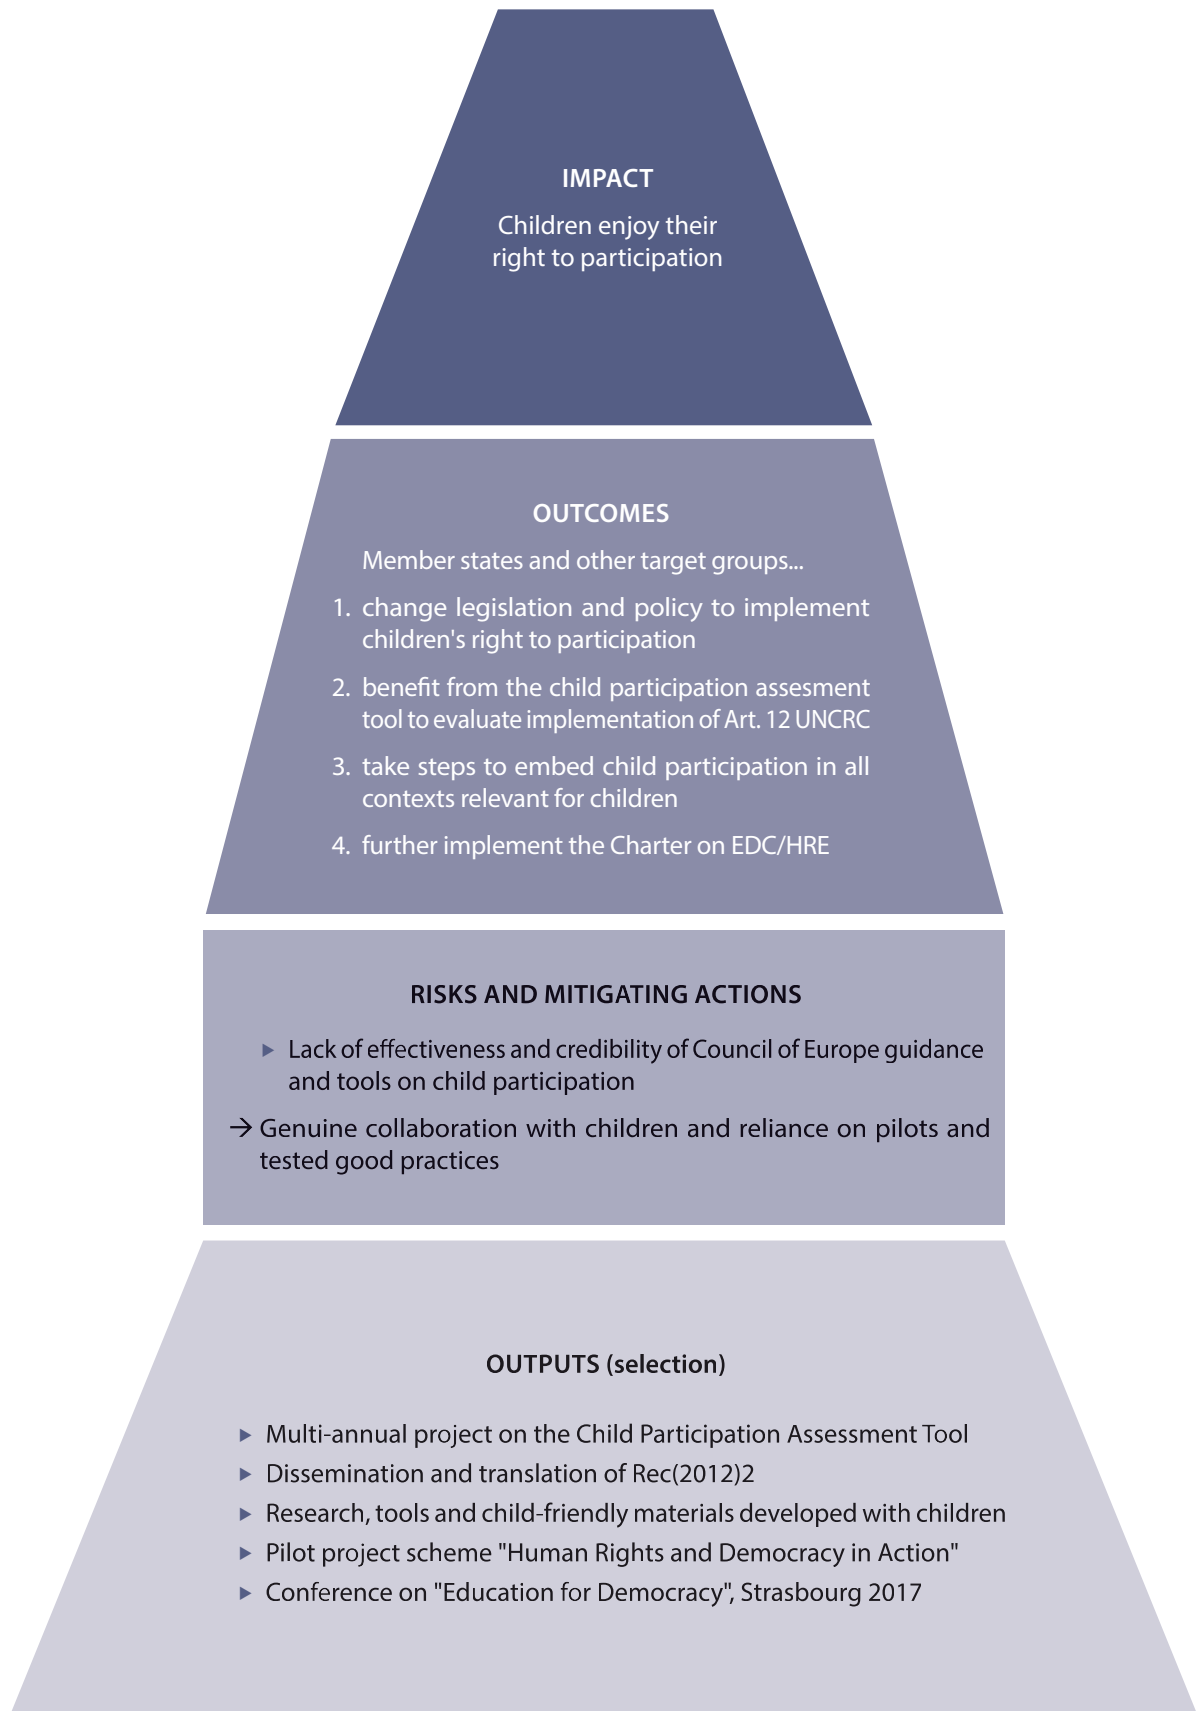 IMPACT
Children enjoy their
right to participation
OUTCOMES
Member states and other target groups...
1. change legislation and policy to implement
children's right to participation
2. benefit from the child participation assesment
tool to evaluate implementation of Art. 12 UNCRC
3. take steps to embed child participation in all
contexts relevant for children
4. further implement the Charter on EDC/HRE
RISKS AND MITIGATING ACTIONS
▶ Lack of effectiveness and credibility of Council of Europe guidance
and tools on child participation
→ Genuine collaboration with children and reliance on pilots and
tested good practices
OUTPUTS (selection)
▶ Multi-annual project on the Child Participation Assessment Tool
▶ Dissemination and translation of Rec(2012)2
▶ Research, tools and child-friendly materials developed with children
▶ Pilot project scheme "Human Rights and Democracy in Action"
▶ Conference on "Education for Democracy", Strasbourg 2017